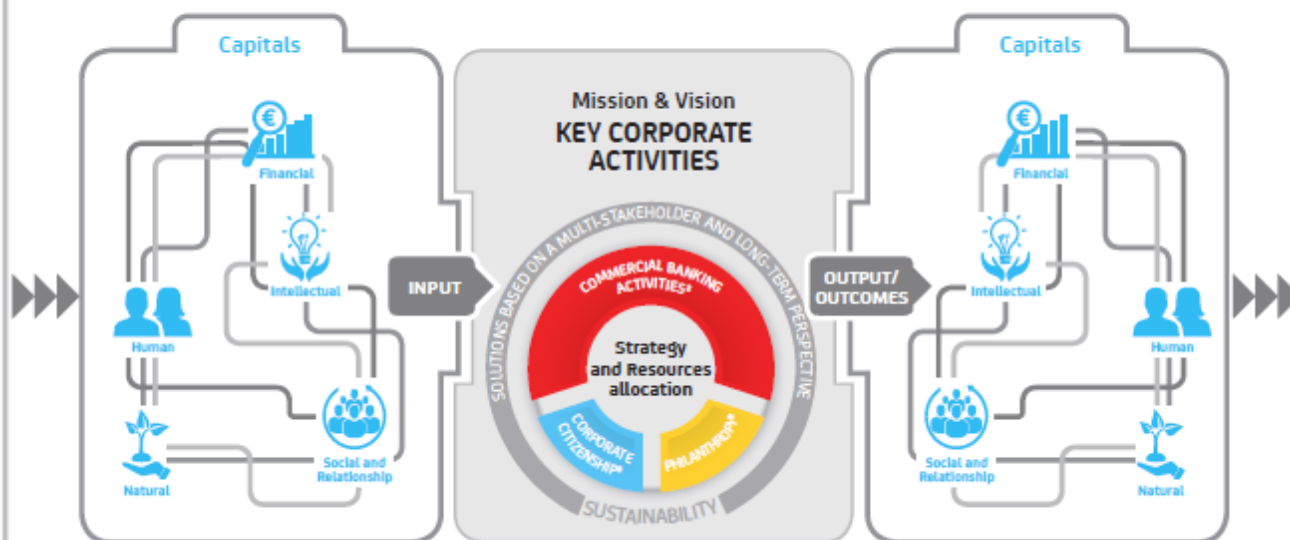 Capitals
Financial
Intellectual
Human
Social and
Relationship
Natural
INPUT
Mission & Vision
KEY CORPORATE
ACTIVITIES
SOLUTIONS BASED ON A MULTI-STAKEHOLDER AND LONG-TERM PERSPECTIVE
COMMERCIAL BANKING
ACTIVITIES
Strategy
and Resources
allocation
CORPORATE
CITIZENSHIP
PHILANTHROPY
SUSTAINABILITY
OUTPUT/
OUTCOMES
Capitals
Financial
Intellectual
Human
Social and
Relationship
Natural